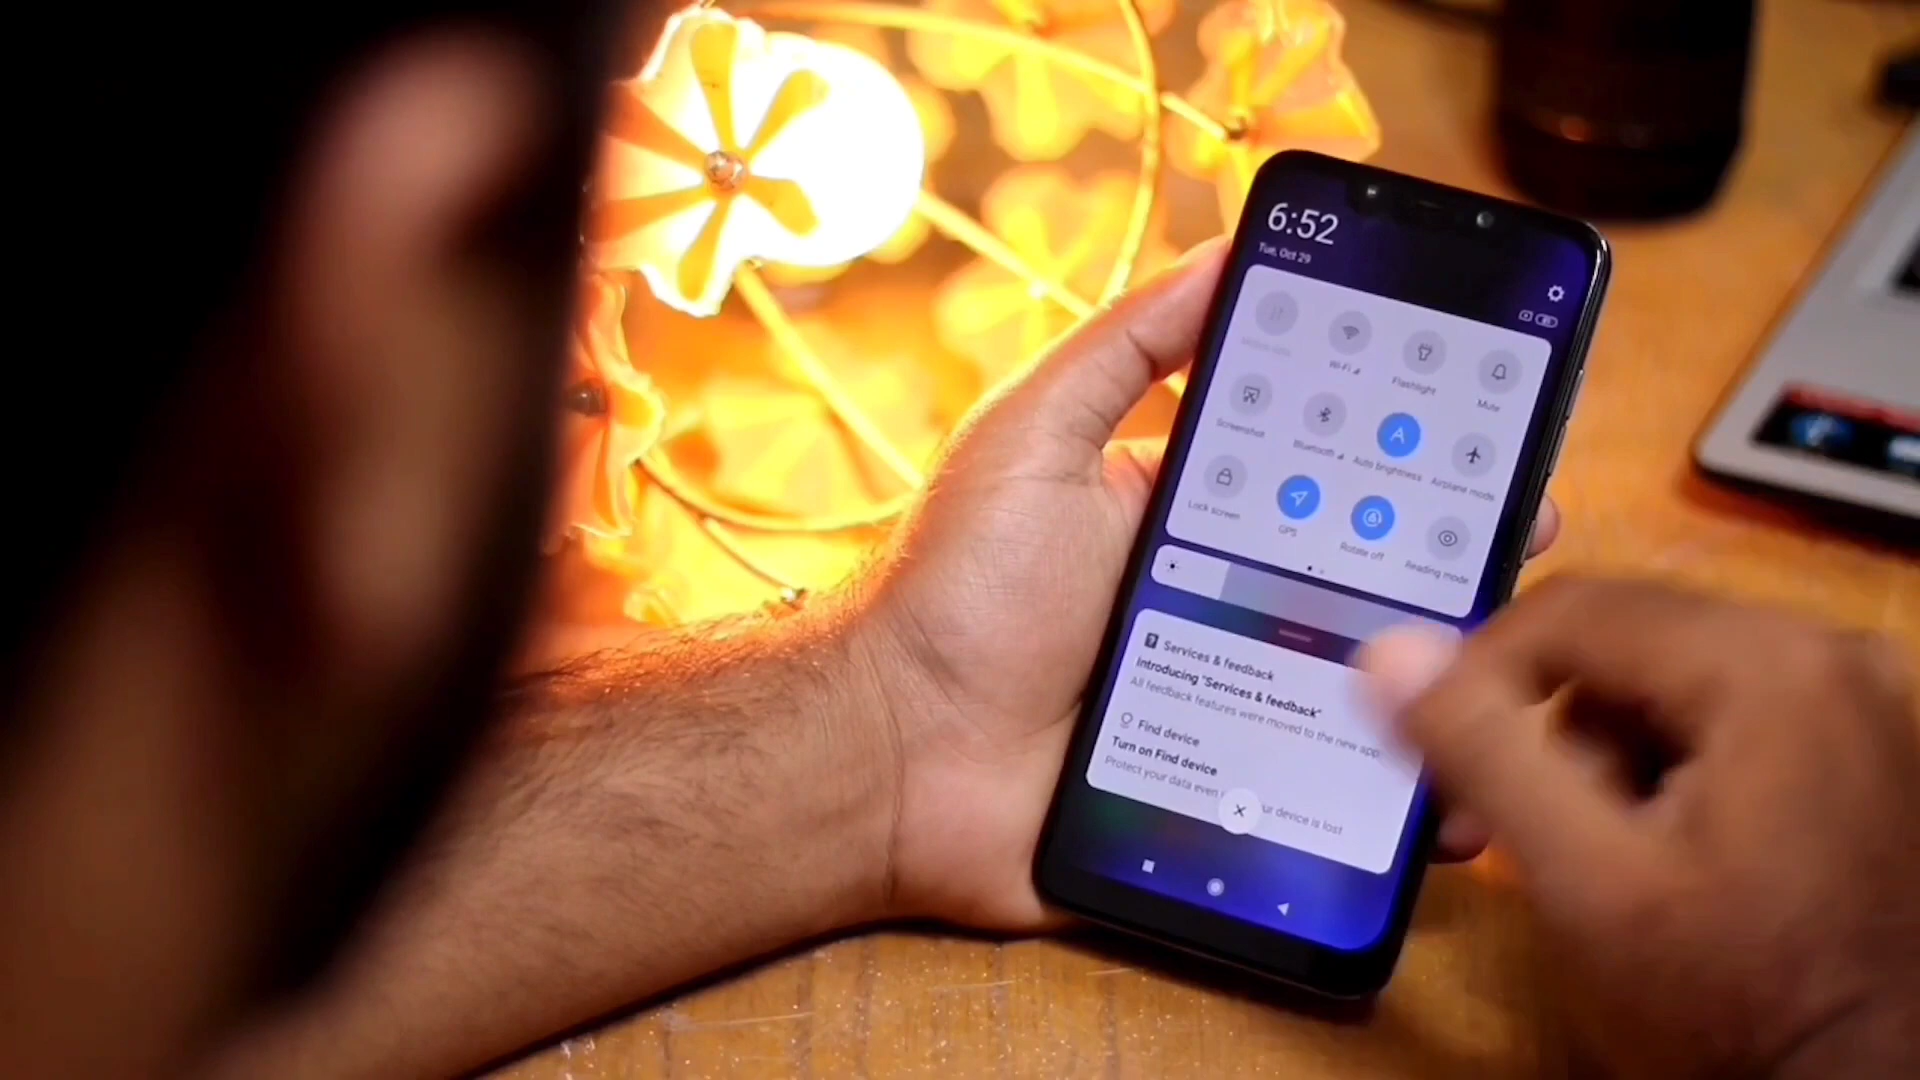 6:52
Tue, Oct 29
Wi-Fi
Flashlight
Mute
Screenshot
Bluetooth
Auto brightness
Airplane mode
Lock screen
GPS
Rotate off
Reading mode
Services & feedback
Introducing "Services & feedback"
All feedback features were moved to the new app
Find device
Turn on Find device
Protect your data even ur device is lost